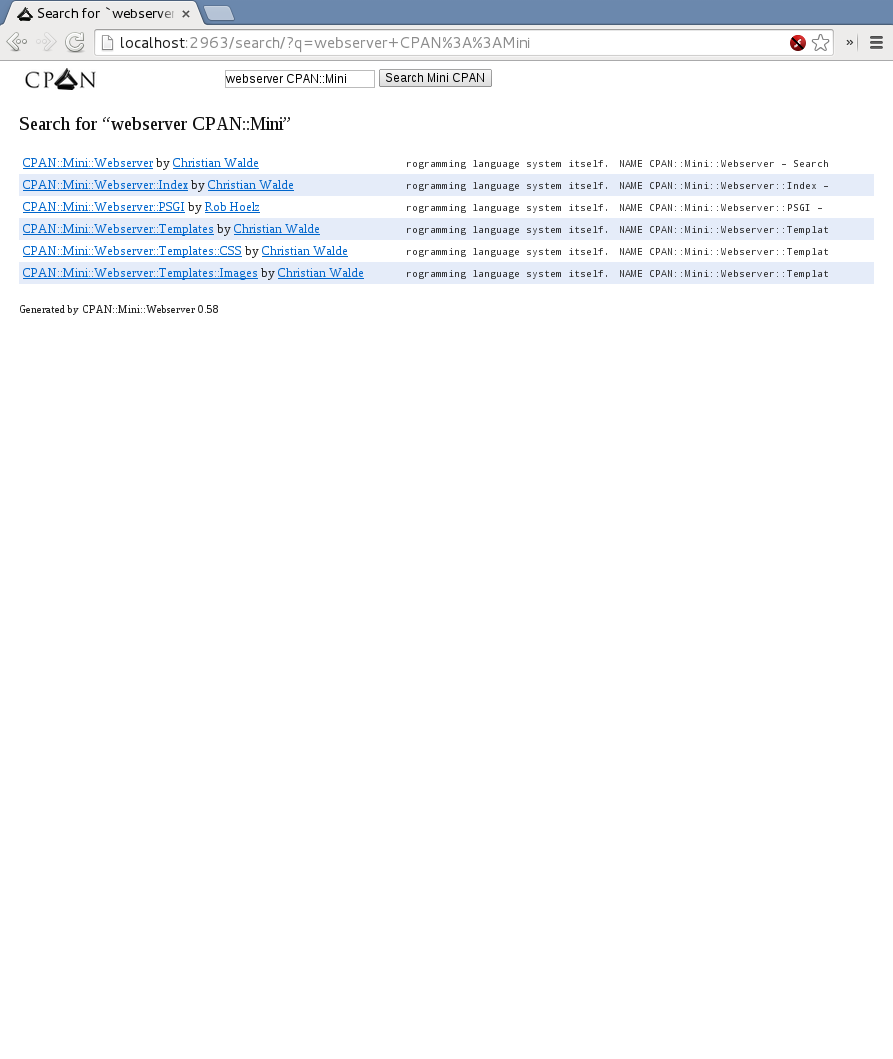 Search for `webserver
localhost:2963/search/?q=webserver+CPAN%3A%3AMini
»
CPAN
webserver CPAN::Mini Search Mini CPAN
Search for “webserver CPAN::Mini”
CPAN::Mini::Webserver by Christian Walde rogramming language system itself. NAME CPAN::Mini::Webserver - Search
CPAN::Mini::Webserver::Index by Christian Walde rogramming language system itself. NAME CPAN::Mini::Webserver::Index -
CPAN::Mini::Webserver::PSGI by Rob Hoelz rogramming language system itself. NAME CPAN::Mini::Webserver::PSGI -
CPAN::Mini::Webserver::Templates by Christian Walde rogramming language system itself. NAME CPAN::Mini::Webserver::Templat
CPAN::Mini::Webserver::Templates::CSS by Christian Walde rogramming language system itself. NAME CPAN::Mini::Webserver::Templat
CPAN::Mini::Webserver::Templates::Images by Christian Walde rogramming language system itself. NAME CPAN::Mini::Webserver::Templat
Generated by CPAN::Mini::Webserver 0.58